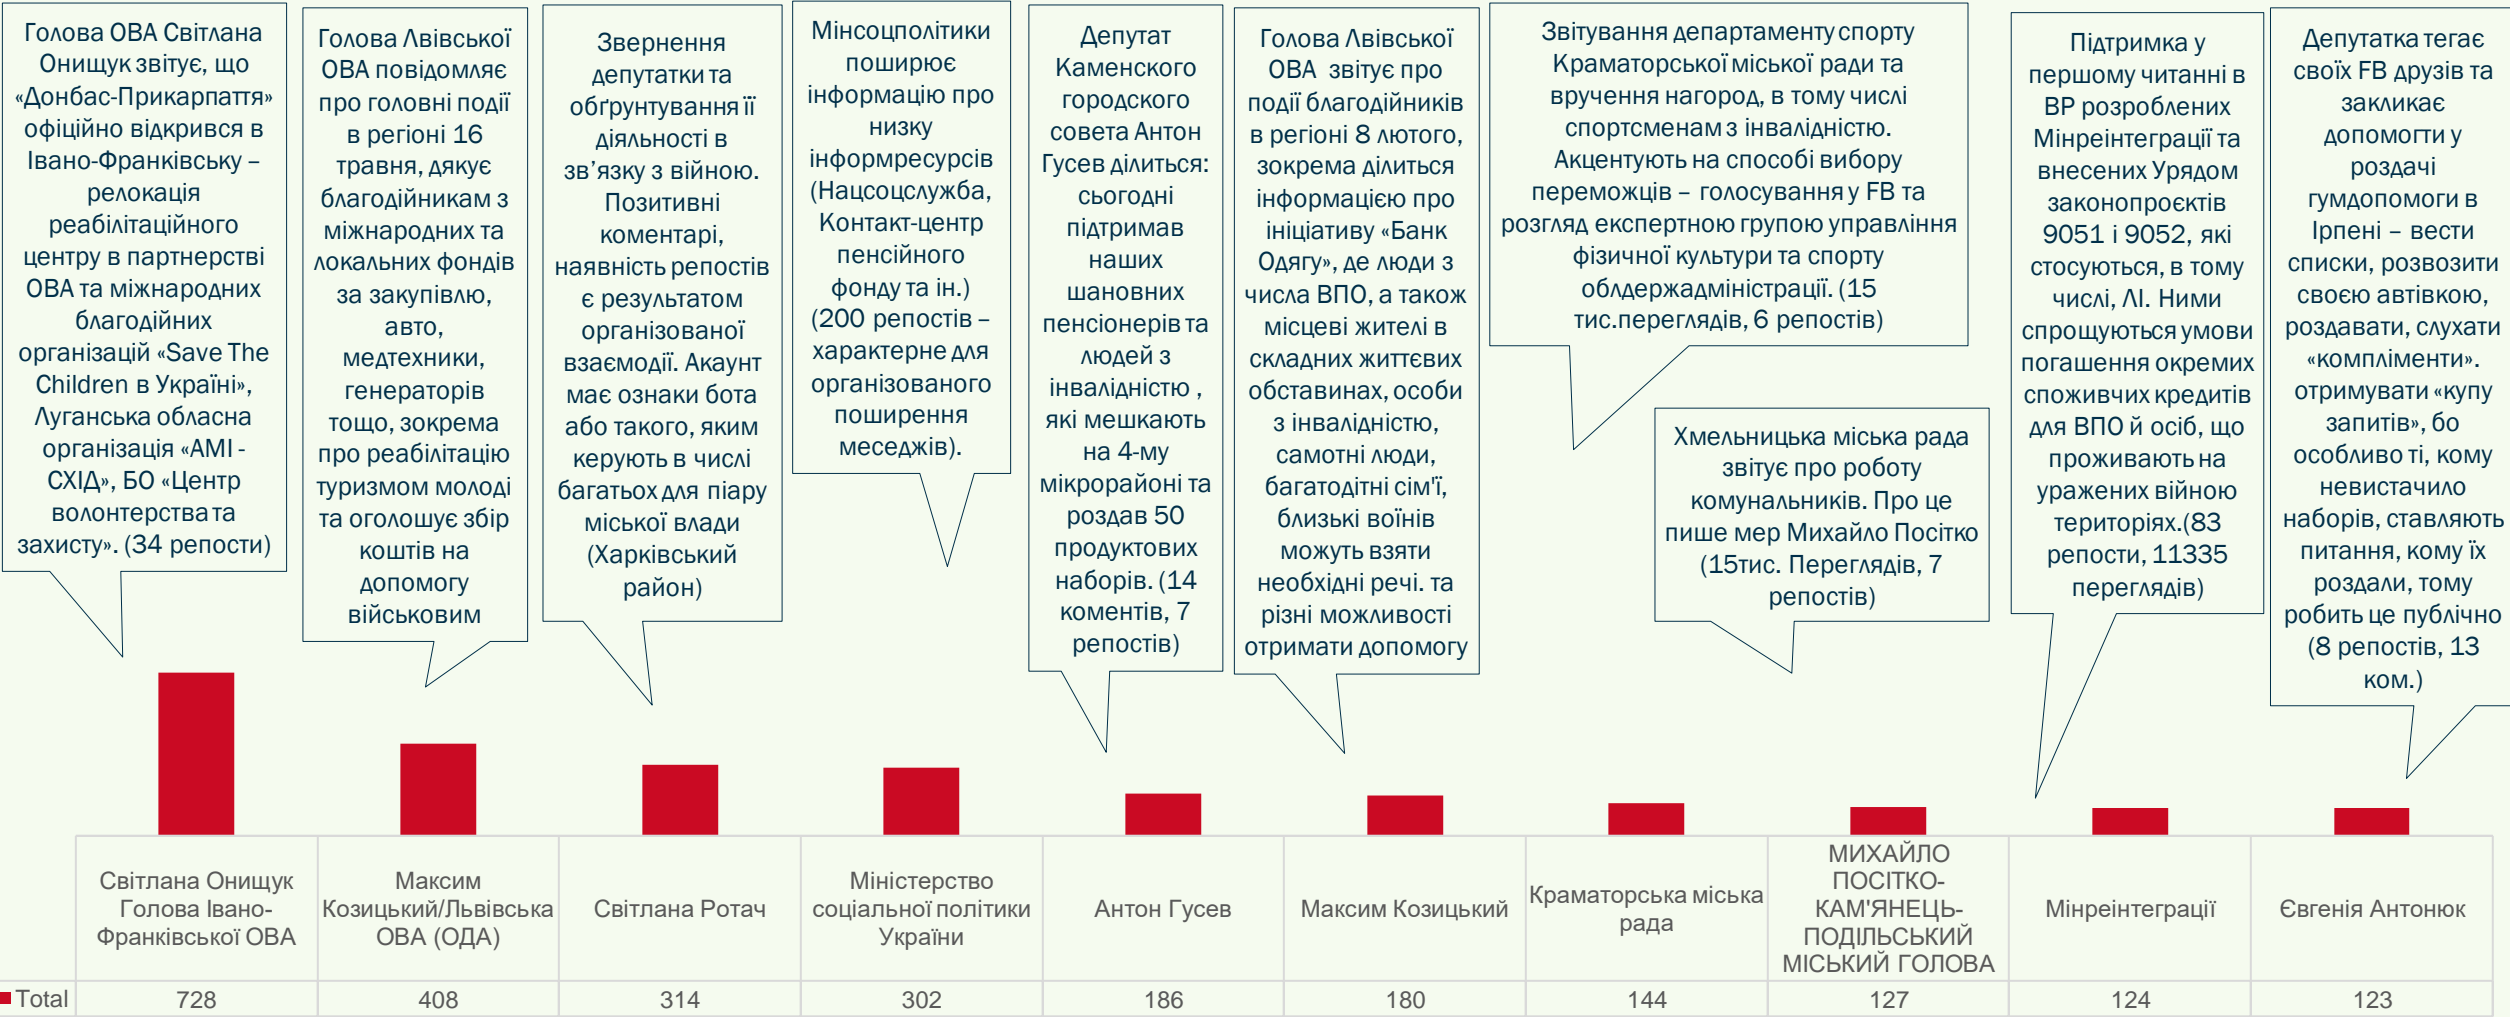 Голова ОВА Світлана
Онищук звітує, що
«Донбас-Прикарпаття»
офіційно відкрився в
Івано-Франківську –
релокація
реабілітаційного
центру в партнерстві
ОВА та міжнародних
благодійних
організацій «Save The
Children в Україні»,
Луганська обласна
організація «АМІ -
СХІД», БО «Центр
волонтерства та
захисту». (34 репости)
Голова Львівської
ОВА повідомляє
про головні події
в регіоні 16
травня, дякує
благодійникам з
міжнародних та
локальних фондів
за закупівлю,
авто,
медтехники,
генераторів
тощо, зокрема
про реабілітацію
туризмом молоді
та оголошує збір
коштів на
допомогу
військовим
Звернення
депутатки та
обґрунтування її
діяльності в
зв’язку з війною.
Позитивні
коментарі,
наявність репостів
є результатом
організованої
взаємодії. Акаунт
має ознаки бота
або такого, яким
керують в числі
багатьох для піару
міської влади
(Харківський
район)
Мінсоцполітики
поширює
інформацію про
низку
інформресурсів
(Нацсоцслужба,
Контакт-центр
пенсійного
фонду та ін.)
(200 репостів –
характерне для
організованого
поширення
меседжів).
Депутат
Каменского
городского
совета Антон
Гусев ділиться:
сьогодні
підтримав
наших
шановних
пенсіонерів та
людей з
інвалідністю ,
які мешкають
на 4-му
мікрорайоні та
роздав 50
продуктових
наборів. (14
коментів, 7
репостів)
Голова Львівської
ОВА звітує про
події благодійників
в регіоні 8 лютого,
зокрема ділиться
інформацією про
ініціативу «Банк
Одягу», де люди з
числа ВПО, а також
місцеві жителі в
складних життєвих
обставинах, особи
з інвалідністю,
самотні люди,
багатодітні сім'ї,
близькі воїнів
можуть взяти
необхідні речі. та
різні можливості
отримати допомогу
Звітування департаменту спорту
Краматорської міської ради та
вручення нагород, в тому числі
спортсменам з інвалідністю.
Акцентують на способі вибору
переможців – голосування у FB та
розгляд експертною групою управління
фізичної культури та спорту
облдержадміністрації. (15
тис.переглядів, 6 репостів)
Хмельницька міська рада
звітує про роботу
комунальників. Про це
пише мер Михайло Посітко
(15тис. Переглядів, 7
репостів)
Підтримка у
першому читанні в
ВР розроблених
Мінреінтеграції та
внесених Урядом
законопроєктів
9051 і 9052, які
стосуються, в тому
числі, ЛІ. Ними
спрощуються умови
погашення окремих
споживчих кредитів
для ВПО й осіб, що
проживають на
уражених війною
територіях.(83
репости, 11335
переглядів)
Депутатка тегає
своїх FB друзів та
закликає
допомогти у
роздачі
гумдопомоги в
Ірпені – вести
списки, розвозити
своєю автівкою,
роздавати, слухати
«компліменти».
отримувати «купу
запитів», бо
особливо ті, кому
невистачило
наборів, ставляють
питання, кому їх
роздали, тому
робить це публічно
(8 репостів, 13
ком.)
Світлана Онищук
Голова Івано-
Франківської ОВА
Максим
Козицький/Львівська
ОВА (ОДА)
Світлана Ротач
Міністерство
соціальної політики
України
Антон Гусев
Максим Козицький
Краматорська міська
рада
МИХАЙЛО
ПОСІТКО-
КАМ'ЯНЕЦЬ-
ПОДІЛЬСЬКИЙ
МІСЬКИЙ ГОЛОВА
Мінреінтеграції
Євгенія Антонюк
Total 728 408 314 302 186 180 144 127 124 123